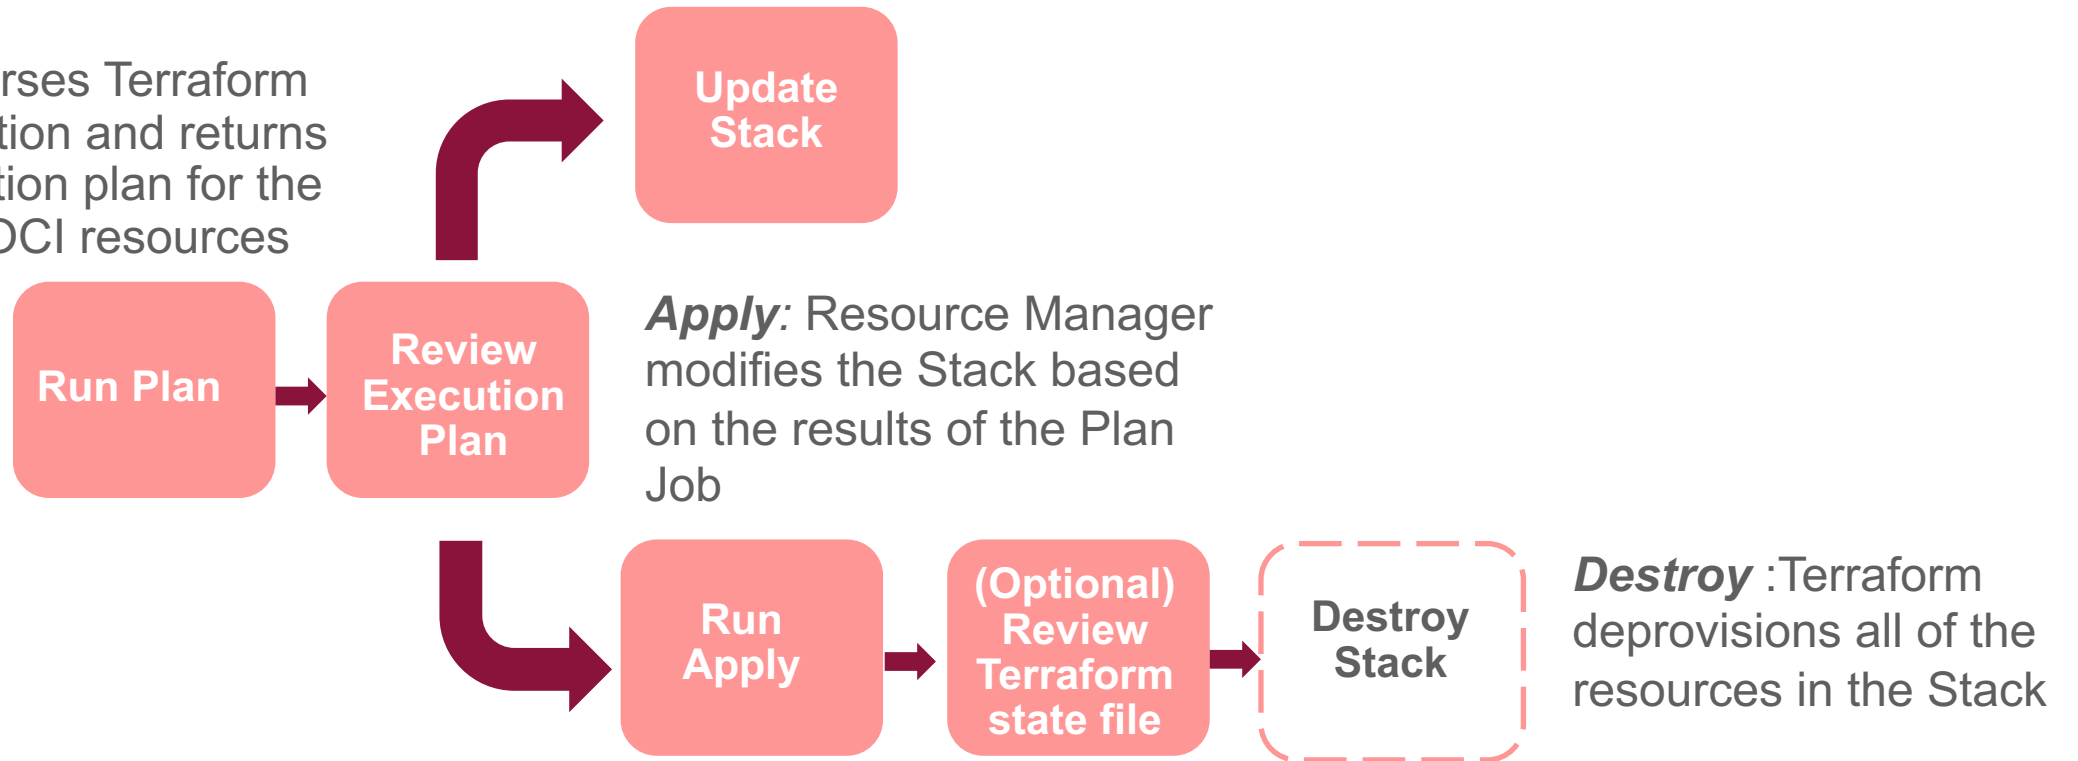 rses Terraform
tion and returns
tion plan for the
OCI resources
Update
Stack
Run Plan
Review
Execution
Plan
Apply: Resource Manager
modifies the Stack based
on the results of the Plan
Job
Run
Apply
(Optional)
Review
Terraform
state file
Destroy
Stack
Destroy :Terraform
deprovisions all of the
resources in the Stack